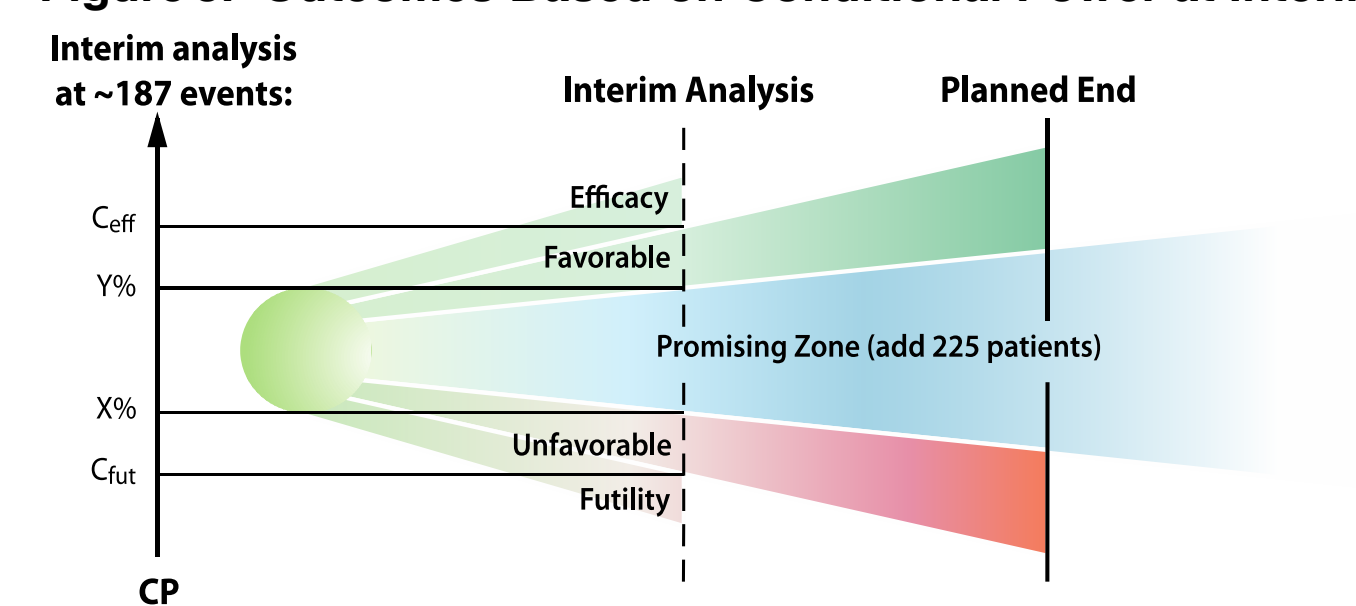 Interim analysis
at ~187 events:
Interim Analysis
Planned End
Efficacy
Ceff
Favorable
Y%
Promising Zone (add 225 patients)
X%
Unfavorable
Cfut
Futility
CP